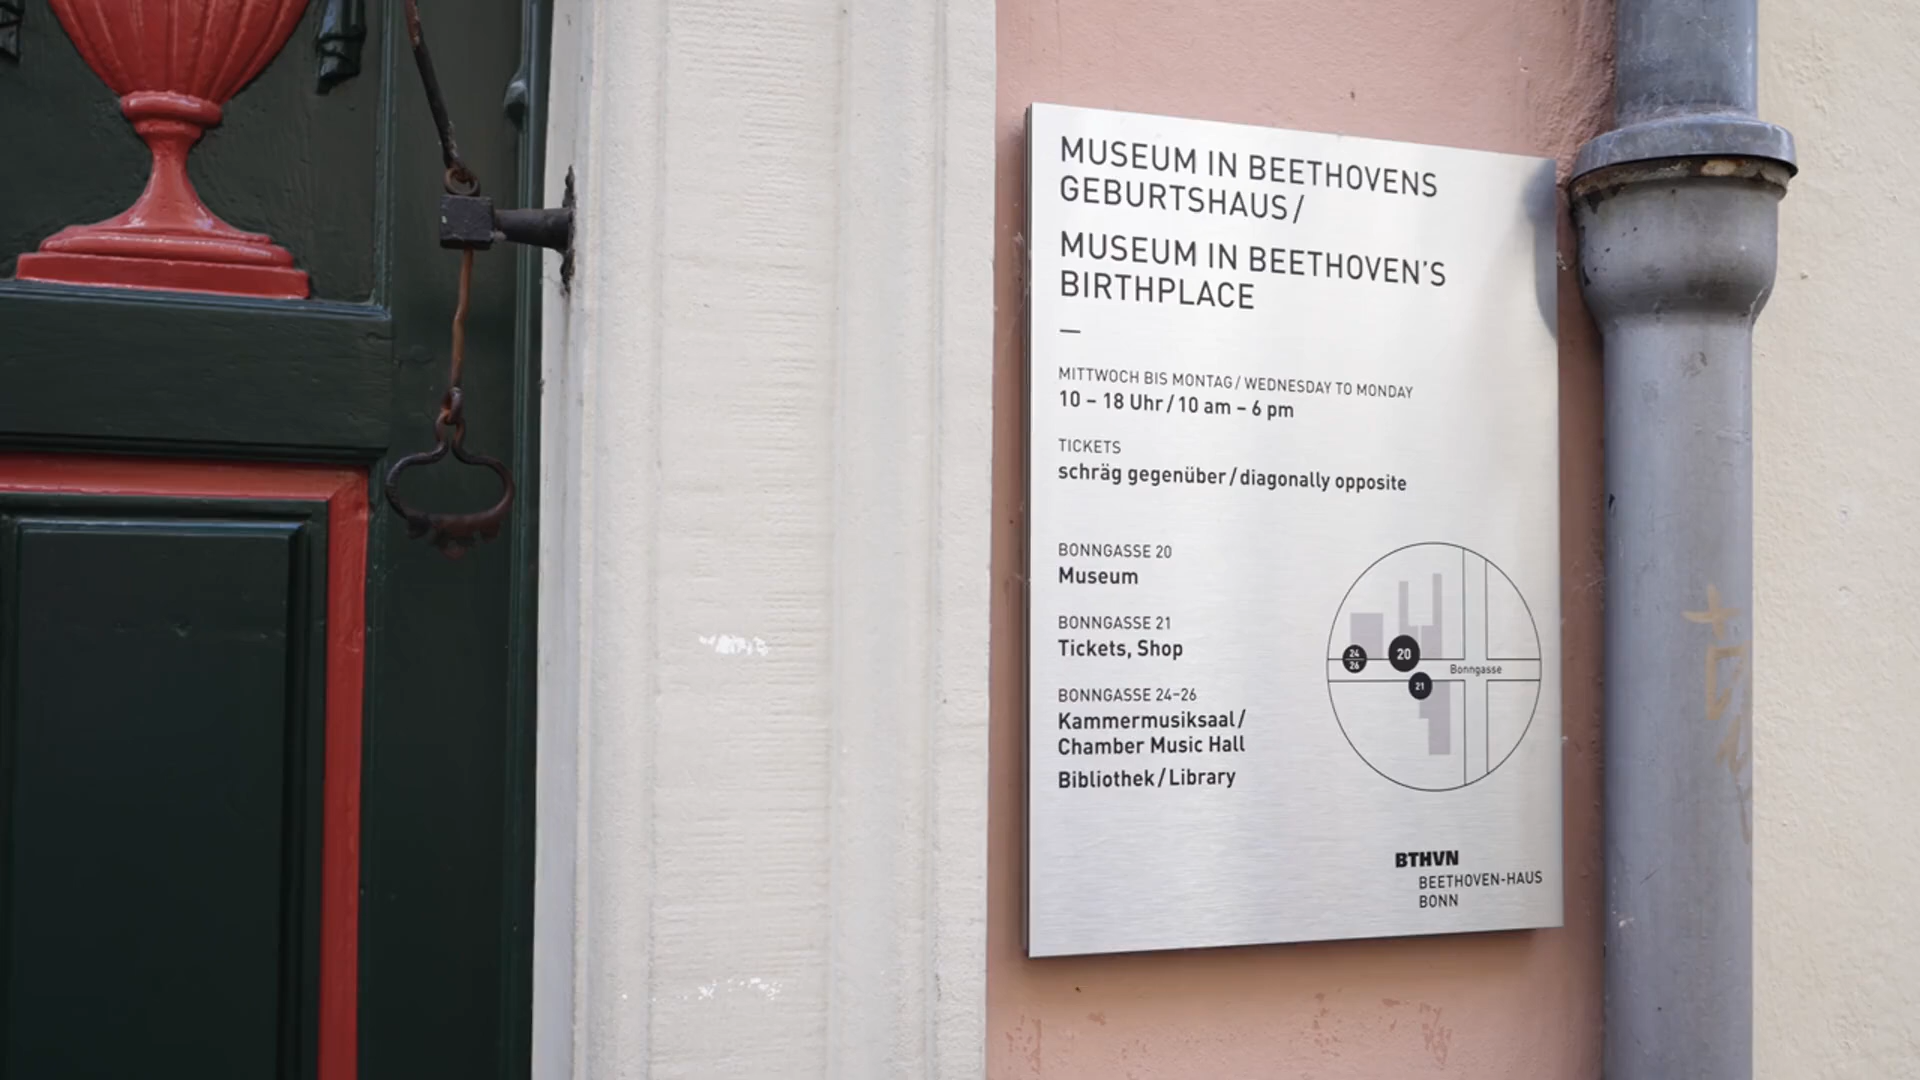 MUSEUM IN BEETHOVENS
GEBURTSHAUS/
MUSEUM IN BEETHOVEN'S
BIRTHPLACE
—
MITTWOCH BIS MONTAG / WEDNESDAY TO MONDAY
10 – 18 Uhr / 10 am – 6 pm
TICKETS
schräg gegenüber / diagonally opposite
BONNGASSE 20
Museum
BONNGASSE 21
Tickets, Shop
BONNGASSE 24–26
Kammermusiksaal /
Chamber Music Hall
Bibliothek / Library
24
26
20
21
Bonngasse
BTHVN
BEETHOVEN-HAUS
BONN